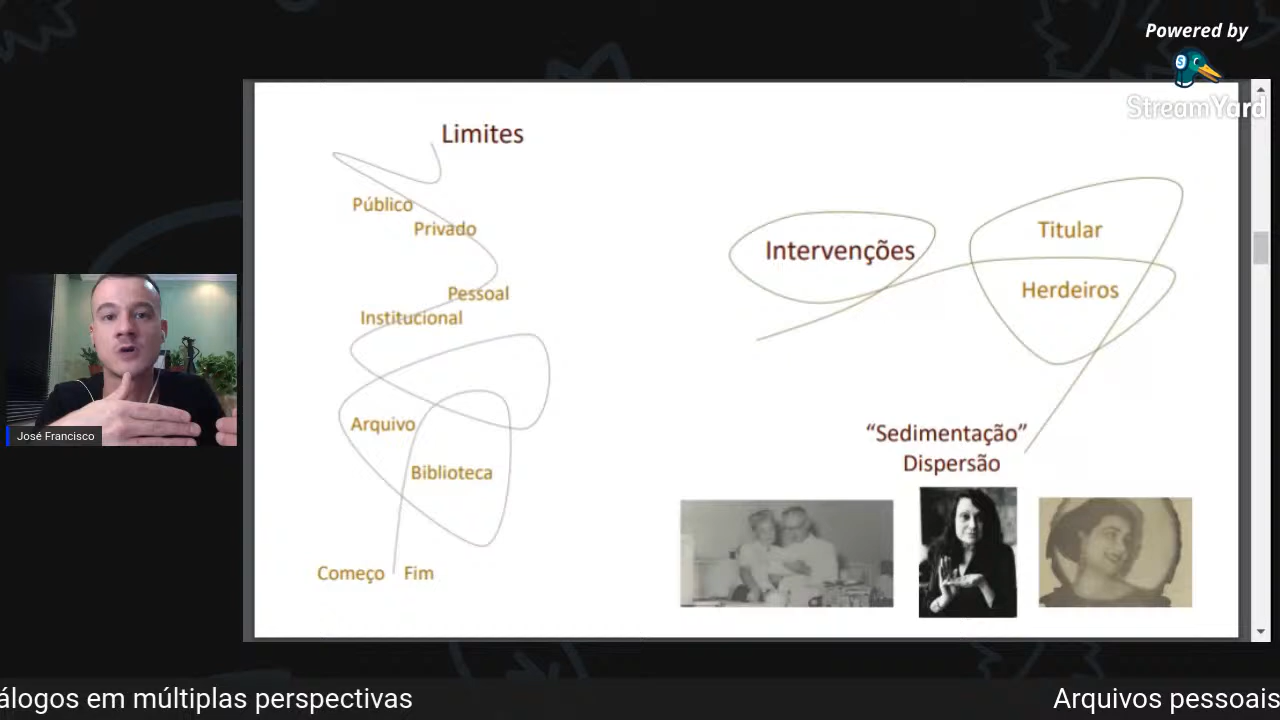 Powered by
StreamYard
Limites
Público
Privado
Pessoal
Institucional
Arquivo
Biblioteca
Começo Fim
Intervenções
Titular
Herdeiros
“Sedimentação”
Dispersão
José Francisco
álogos em múltiplas perspectivas
Arquivos pessoais